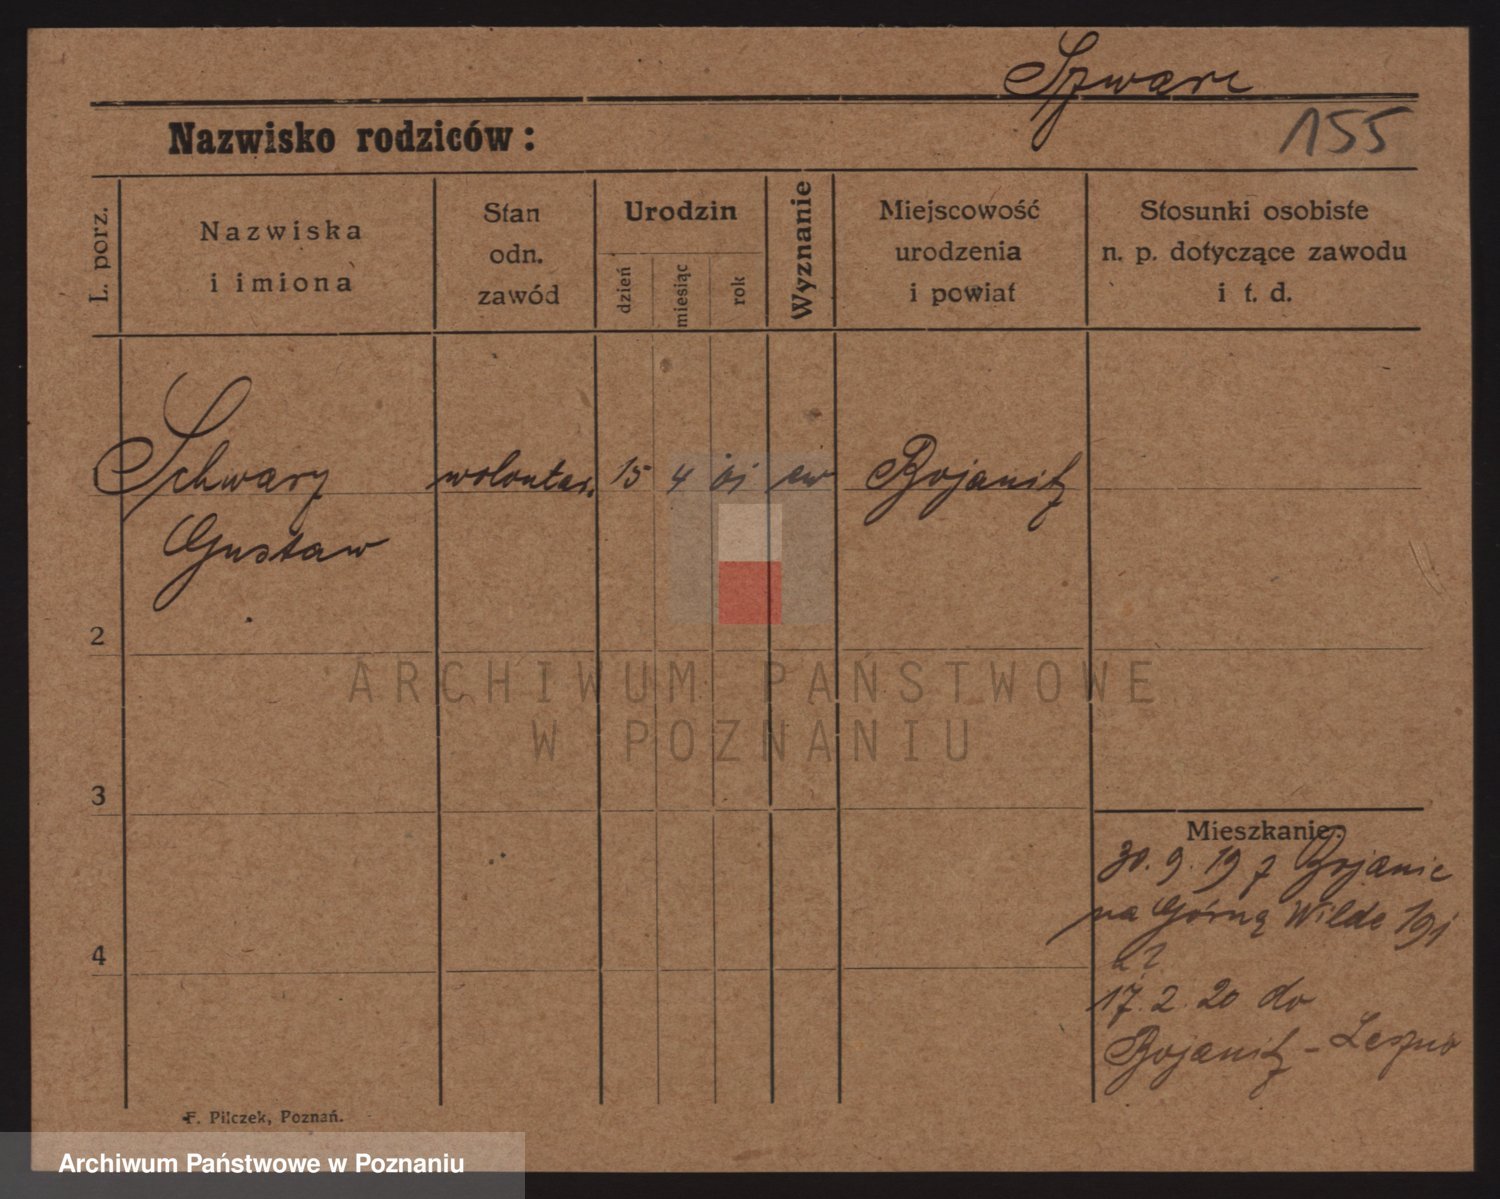 Szwarc
Nazwisko rodziców:
155
L. porz.
Nazwiska
i imiona
Stan
odn.
zawód
Urodzin
dzień
miesiąc
rok
Wyznanie
Miejscowość
urodzenia
i powiat
Stosunki osobiste
n. p. dotyczące zawodu
i t. d.
Schwarz wolontar. 15 4 01 ew Bojanitz
Gustaw
2
3
4
Mieszkanie:
30. 9. 19 z Bojanic
na Górną Wilde 191
17. 2. 20 do
Bojanitz - Leszno
F. Pilczek, Poznań.
ARCHIWUM PAŃSTWOWE
W POZNANIU
Archiwum Państwowe w Poznaniu